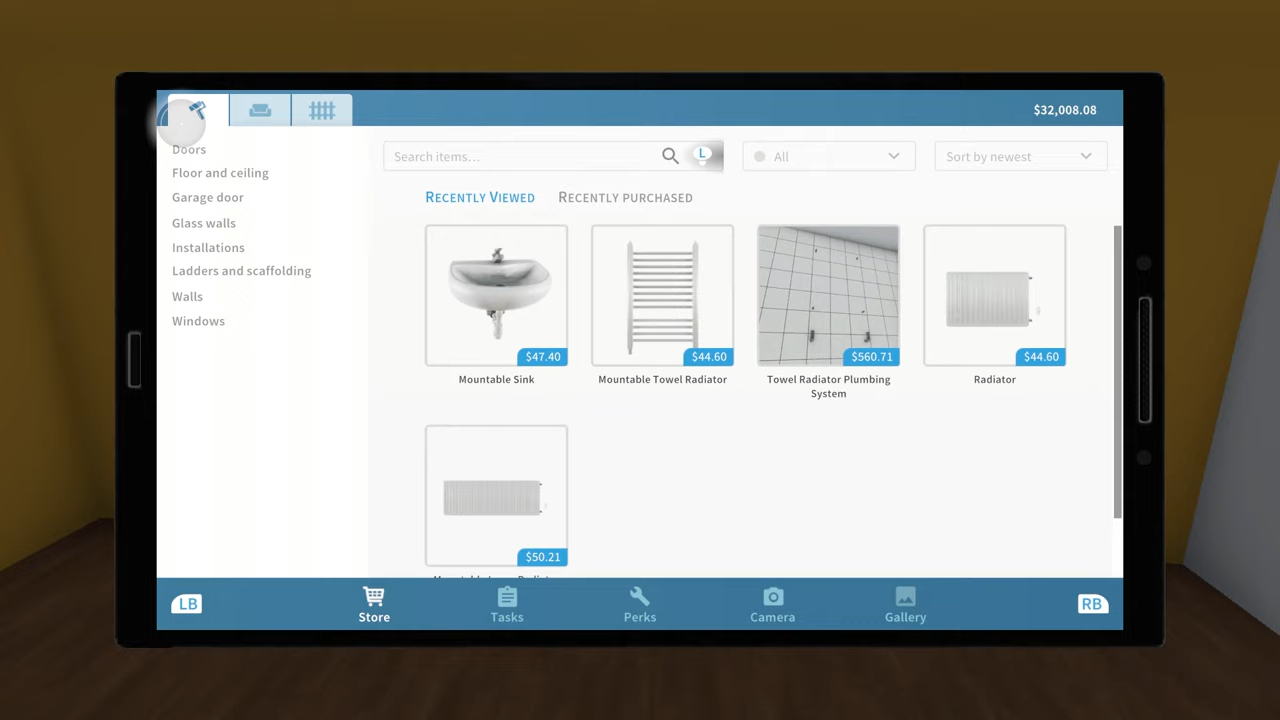 $32,008.08
Doors
Floor and ceiling
Garage door
Glass walls
Installations
Ladders and scaffolding
Walls
Windows
Search items...
L
All
Sort by newest
RECENTLY VIEWED
RECENTLY PURCHASED
$47.40
$44.60
$560.71
$44.60
Mountable Sink
Mountable Towel Radiator
Towel Radiator Plumbing
System
Radiator
$50.21
LB
Store
Tasks
Perks
Camera
Gallery
RB